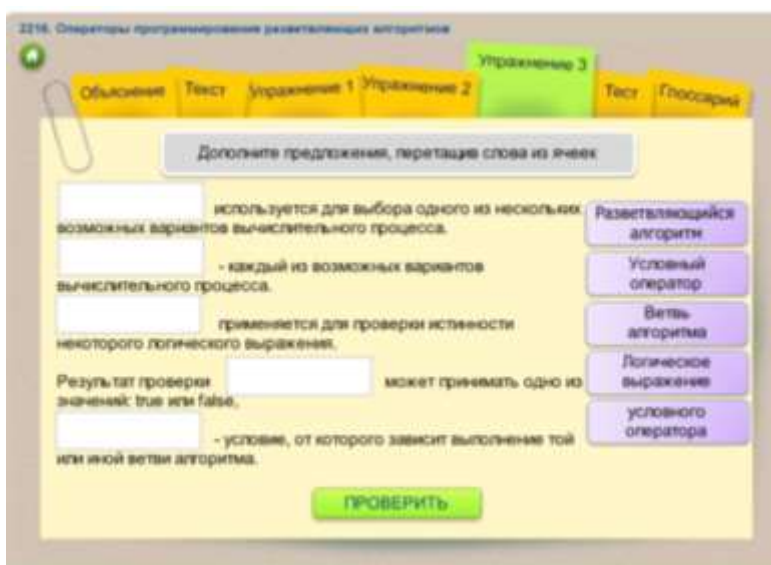 2216. Операторы программирования разветвляющих алгоритмов
Объяснение
Текст
Упражнение 1
Упражнение 2
Упражнение 3
Тест
Глоссарий
Дополните предложения, перетащив слова из ячеек
используется для выбора одного из нескольких
возможных вариантов вычислительного процесса.
- каждый из возможных вариантов
вычислительного процесса.
применяется для проверки истинности
некоторого логического выражения.
Результат проверки может принимать одно из
значений: true или false,
- условие, от которого зависит выполнение той
или иной ветви алгоритма.
Разветвляющийся
алгоритм
Условный
оператор
Ветвь
алгоритма
Логическое
выражение
условного
оператора
ПРОВЕРИТЬ